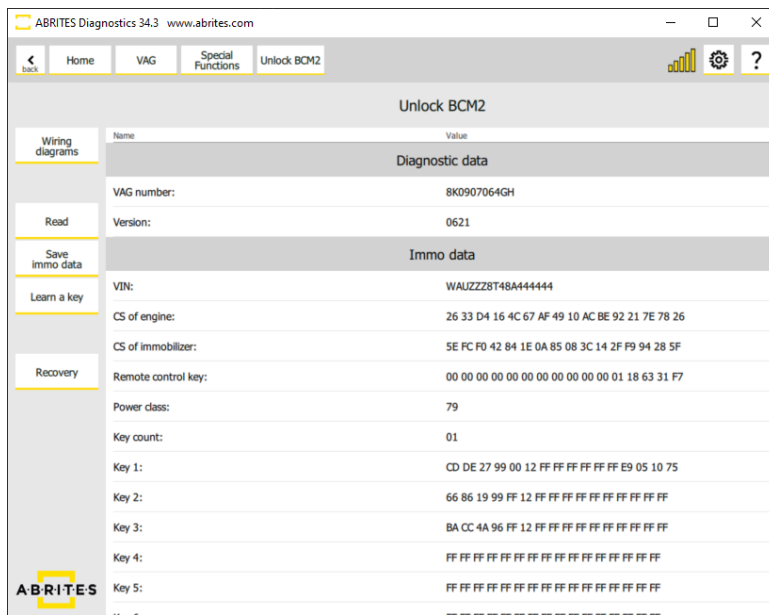 ABRITES Diagnostics 34.3 www.abrites.com
back
Home
VAG
Special
Functions
Unlock BCM2
?
Unlock BCM2
Wiring
diagrams
Read
Save
immo data
Learn a key
Recovery
Name Value
Diagnostic data
VAG number: 8K0907064GH
Version: 0621
Immo data
VIN: WAUZZZ8T48A444444
CS of engine: 26 33 D4 16 4C 67 AF 49 10 AC BE 92 21 7E 78 26
CS of immobilizer: 5E FC F0 42 84 1E 0A 85 08 3C 14 2F F9 94 28 5F
Remote control key: 00 00 00 00 00 00 00 00 00 00 00 01 18 63 31 F7
Power class: 79
Key count: 01
Key 1: CD DE 27 99 00 12 FF FF FF FF FF FF E9 05 10 75
Key 2: 66 86 19 99 FF 12 FF FF FF FF FF FF FF FF FF FF
Key 3: BA CC 4A 96 FF 12 FF FF FF FF FF FF FF FF FF FF
Key 4: FF FF FF FF FF FF FF FF FF FF FF FF FF FF FF FF
Key 5: FF FF FF FF FF FF FF FF FF FF FF FF FF FF FF FF
A·B·R·I·T·E·S